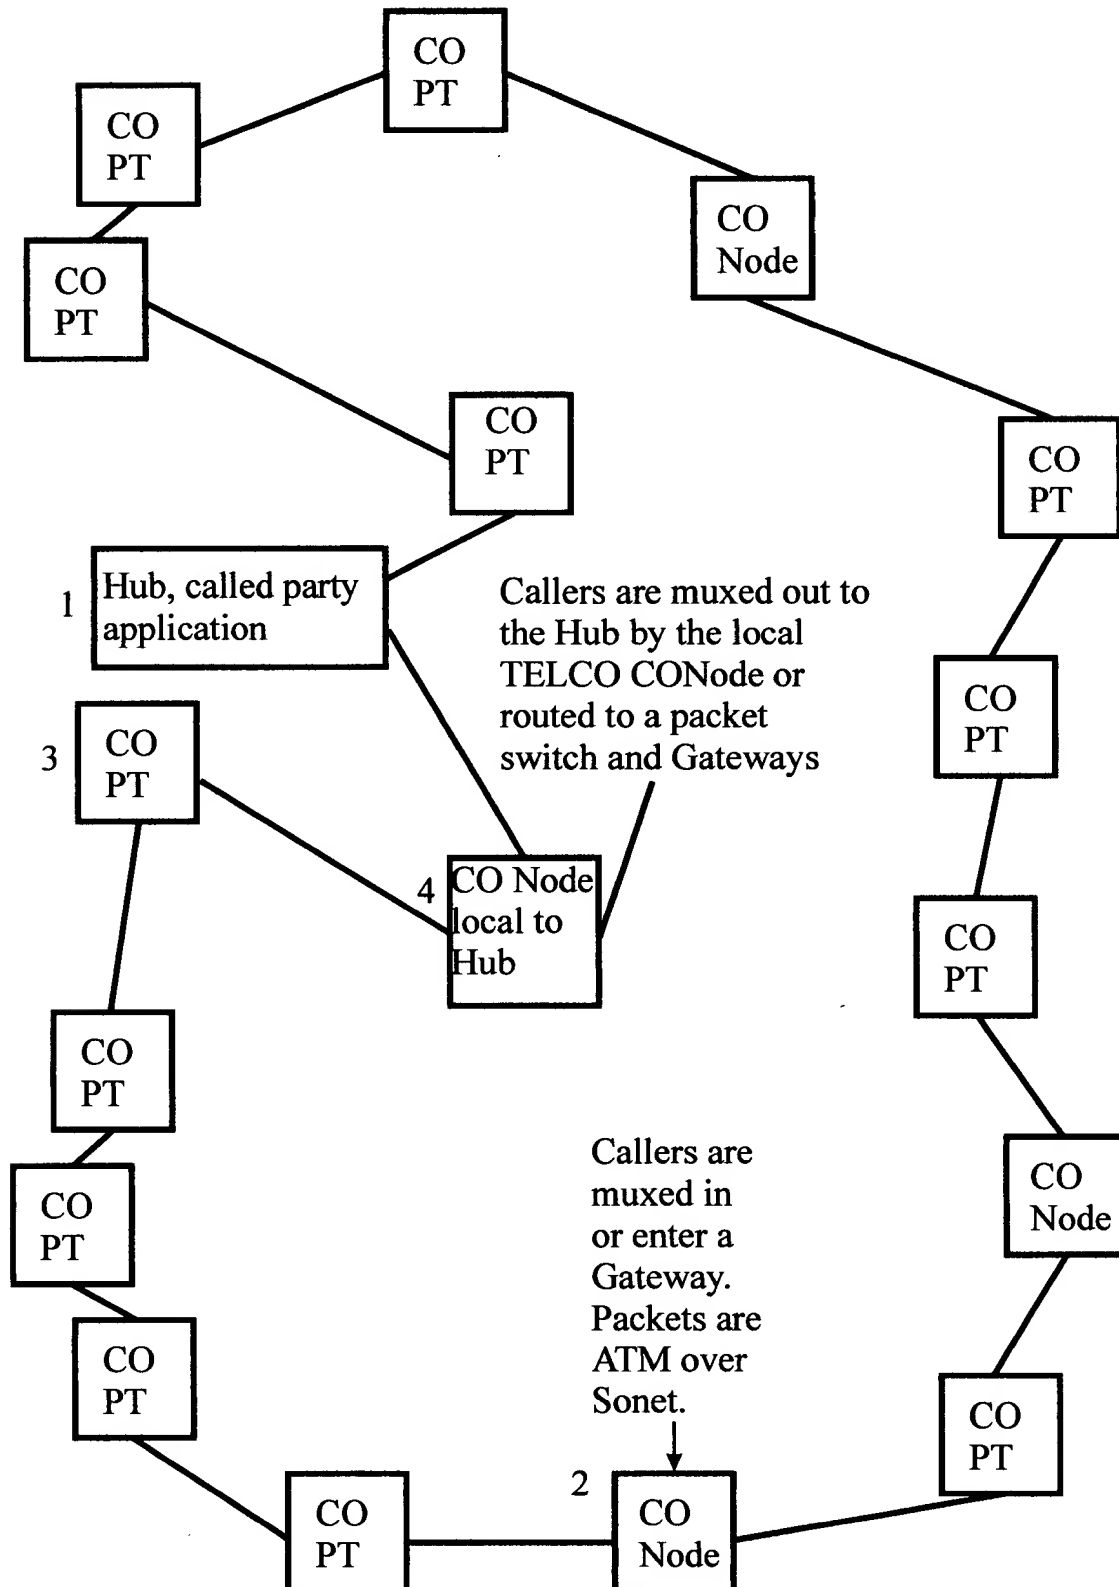 CO
PT
CO
PT
CO
Node
CO
PT
CO
PT
CO
PT
1
Hub, called party
application
Callers are muxed out to
the Hub by the local
TELCO CONode or
routed to a packet
switch and Gateways
CO
PT
3
CO
PT
4
CO Node
local to
Hub
CO
PT
CO
PT
Callers are
muxed in
or enter a
Gateway.
Packets are
ATM over
Sonet.
CO
Node
CO
PT
CO
PT
CO
PT
2
CO
Node
CO
PT